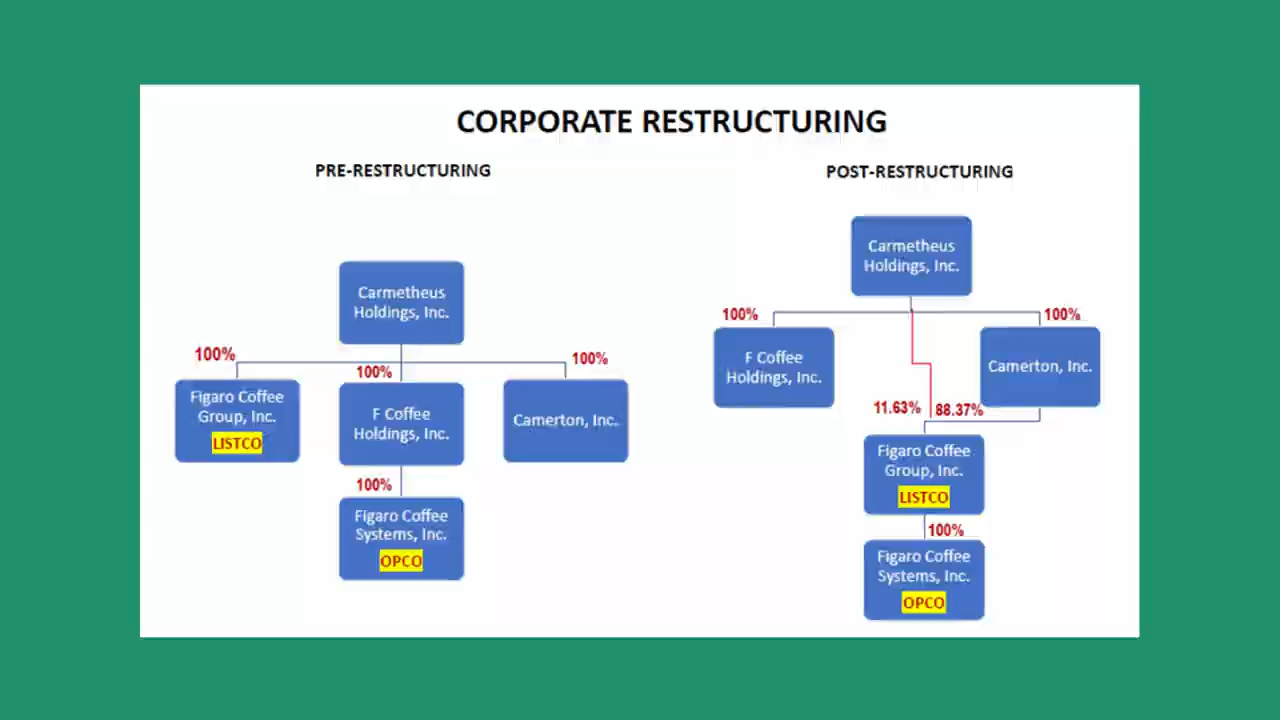 CORPORATE RESTRUCTURING
PRE-RESTRUCTURING
Carmetheus
Holdings, Inc.
100%
100%
100%
Figaro Coffee
Group, Inc.
LISTCO
F Coffee
Holdings, Inc.
Camerton, Inc.
100%
Figaro Coffee
Systems, Inc.
OPCO
POST-RESTRUCTURING
Carmetheus
Holdings, Inc.
100%
100%
F Coffee
Holdings, Inc.
Camerton, Inc.
11.63%
88.37%
Figaro Coffee
Group, Inc.
LISTCO
100%
Figaro Coffee
Systems, Inc.
OPCO